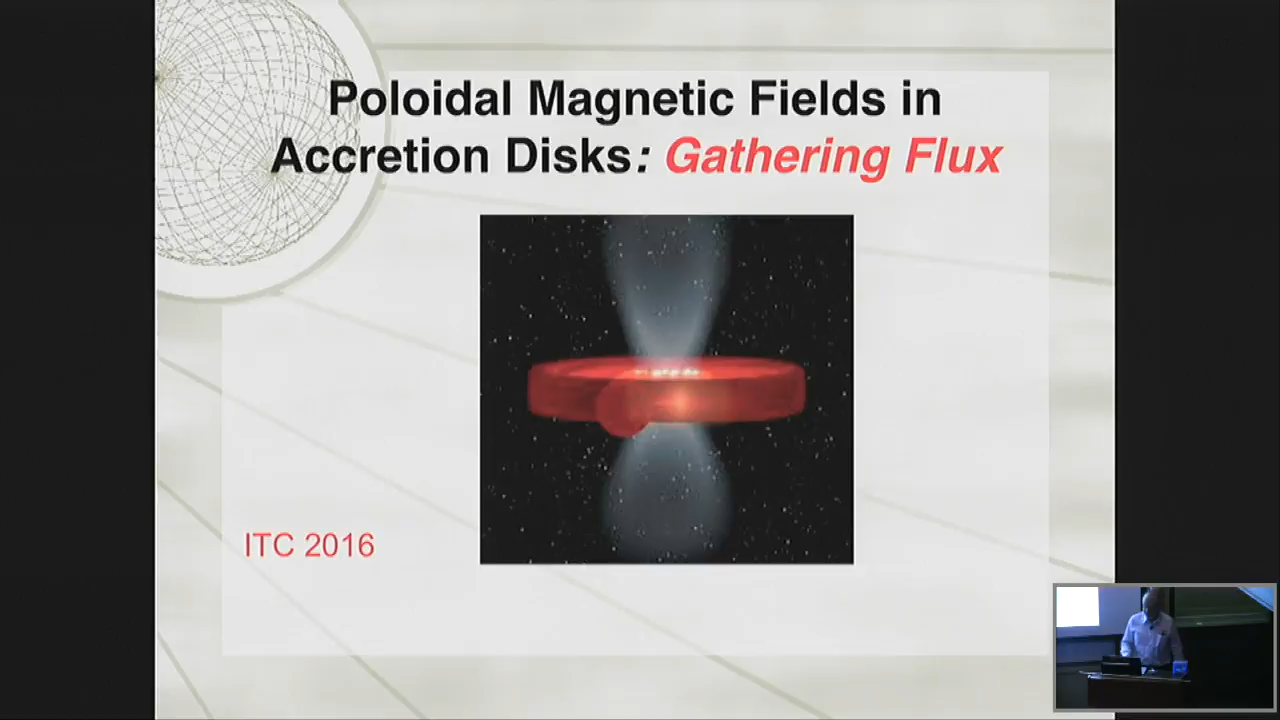 Poloidal Magnetic Fields in
Accretion Disks: Gathering Flux
ITC 2016